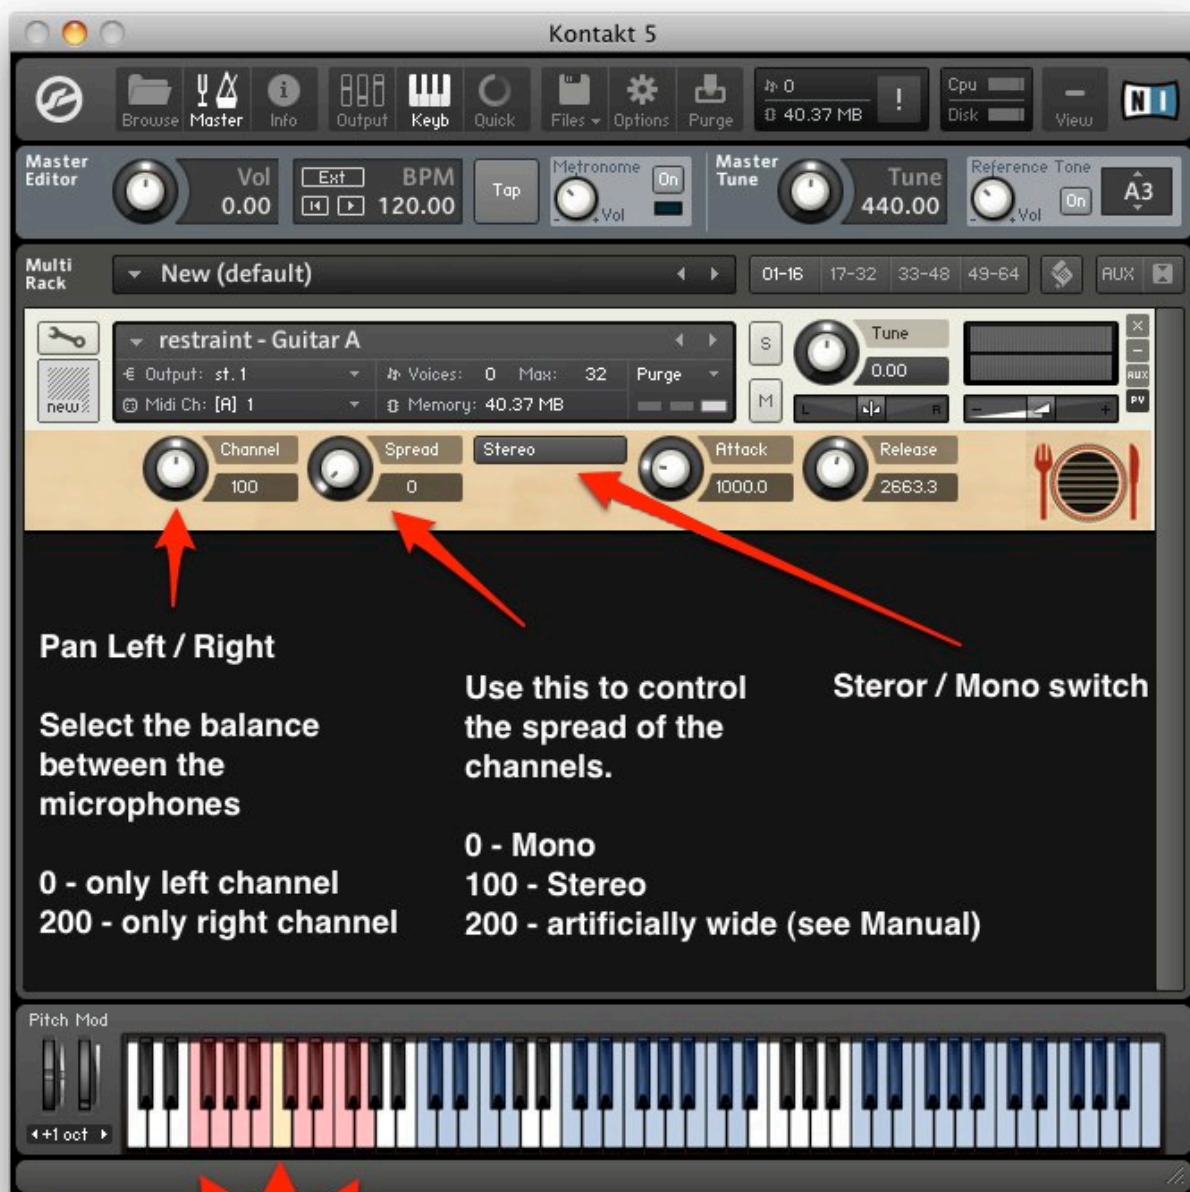 Kontakt 5
Browse Master Info Output Keyb Quick Files Options Purge
0
40.37 MB
!
Cpu
Disk
View
NI
Master Editor
Vol
0.00
Ext BPM
120.00
Tap
Metronome
On
- + Vol
Master Tune
Tune
440.00
Reference Tone
On
- + Vol
A3
Multi Rack
New (default)
01-16 17-32 33-48 49-64
AUX
restraint - Guitar A
Output: st. 1
Voices: 0 Max: 32
Purge
new
Midi Ch: [A] 1
Memory: 40.37 MB
S
M
Tune
0.00
L R
- +
×
-
AUX
PV
Channel
100
Spread
0
Stereo
Attack
1000.0
Release
2663.3
Pan Left / Right
Select the balance
between the
microphones
0 - only left channel
200 - only right channel
Use this to control
the spread of the
channels.
0 - Mono
100 - Stereo
200 - artificially wide (see Manual)
Steror / Mono switch
Pitch Mod
+1 oct